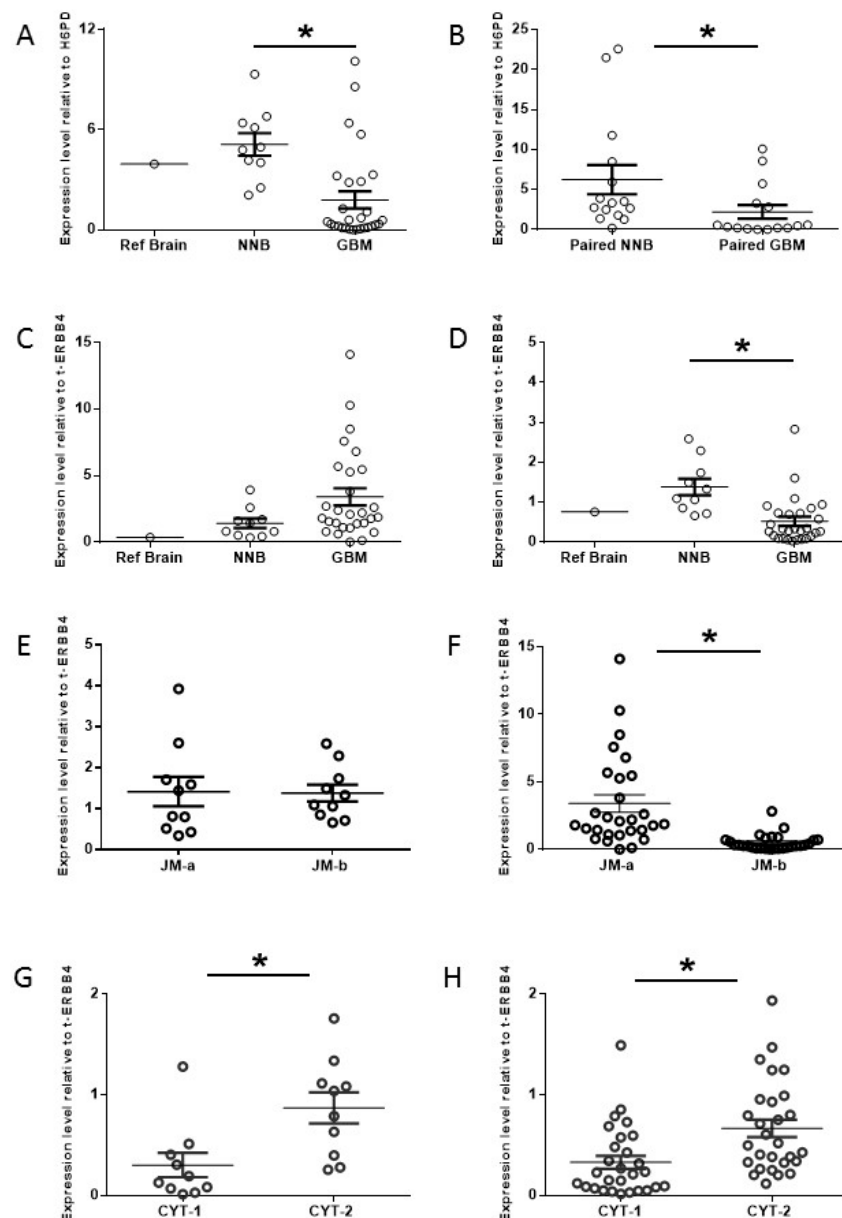 A
Expression level relative to H6PD
12
6
0
*
Ref Brain NNB GBM
B
Expression level relative to H6PD
25
20
15
10
5
0
*
Paired NNB Paired GBM
C
Expression level relative to t-ERBB4
15
10
5
0
Ref Brain NNB GBM
D
Expression level relative to t-ERBB4
5
4
3
2
1
0
*
Ref Brain NNB GBM
E
Expression level relative to t-ERBB4
5
4
3
2
1
0
JM-a JM-b
F
Expression level relative to t-ERBB4
15
10
5
0
*
JM-a JM-b
G
Expression level relative to t-ERBB4
2
1
0
*
CYT-1 CYT-2
H
Expression level relative to t-ERBB4
2
1
0
*
CYT-1 CYT-2